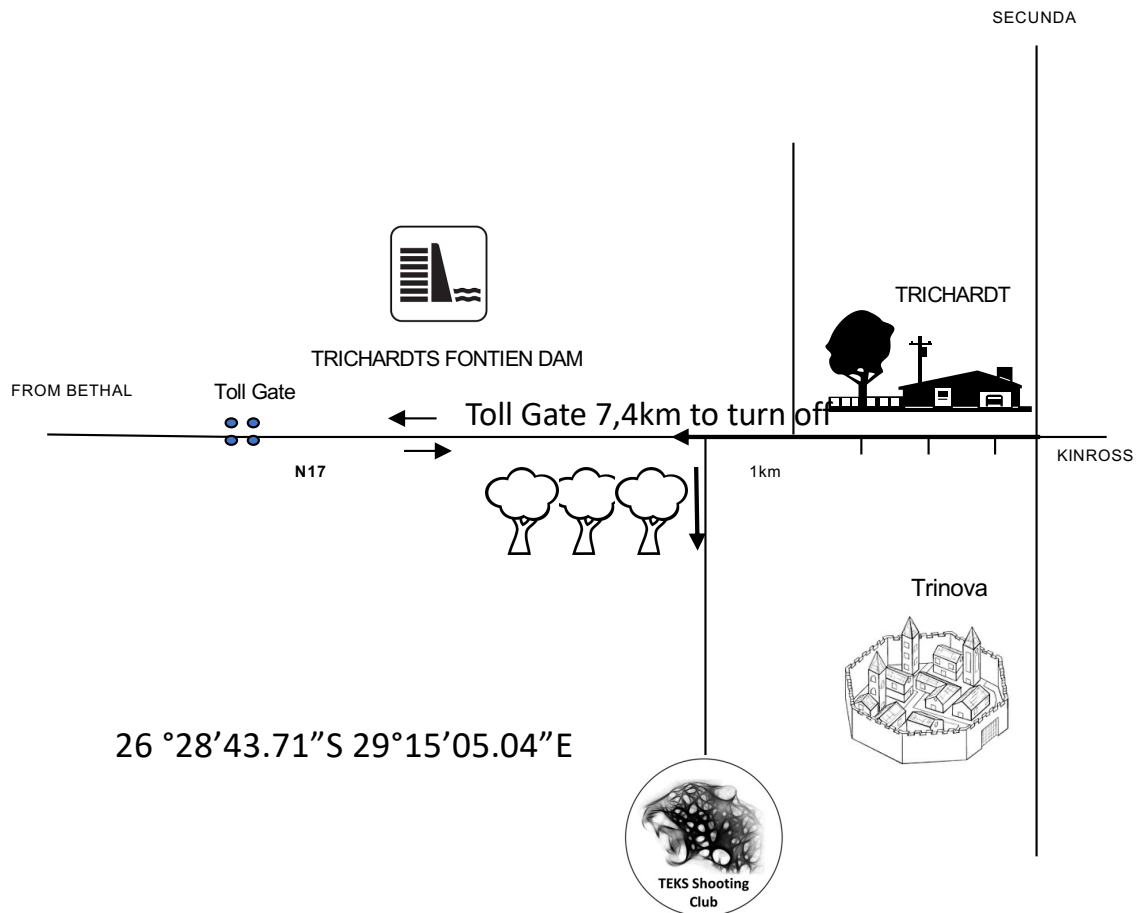 SECUNDA
TRICHARDT
TRICHARDTS FONTIEN DAM
FROM BETHAL
Toll Gate
Toll Gate 7,4km to turn off
KINROSS
N17
1km
Trinova
26 °28’43.71”S 29°15’05.04”E
TEKS Shooting
Club